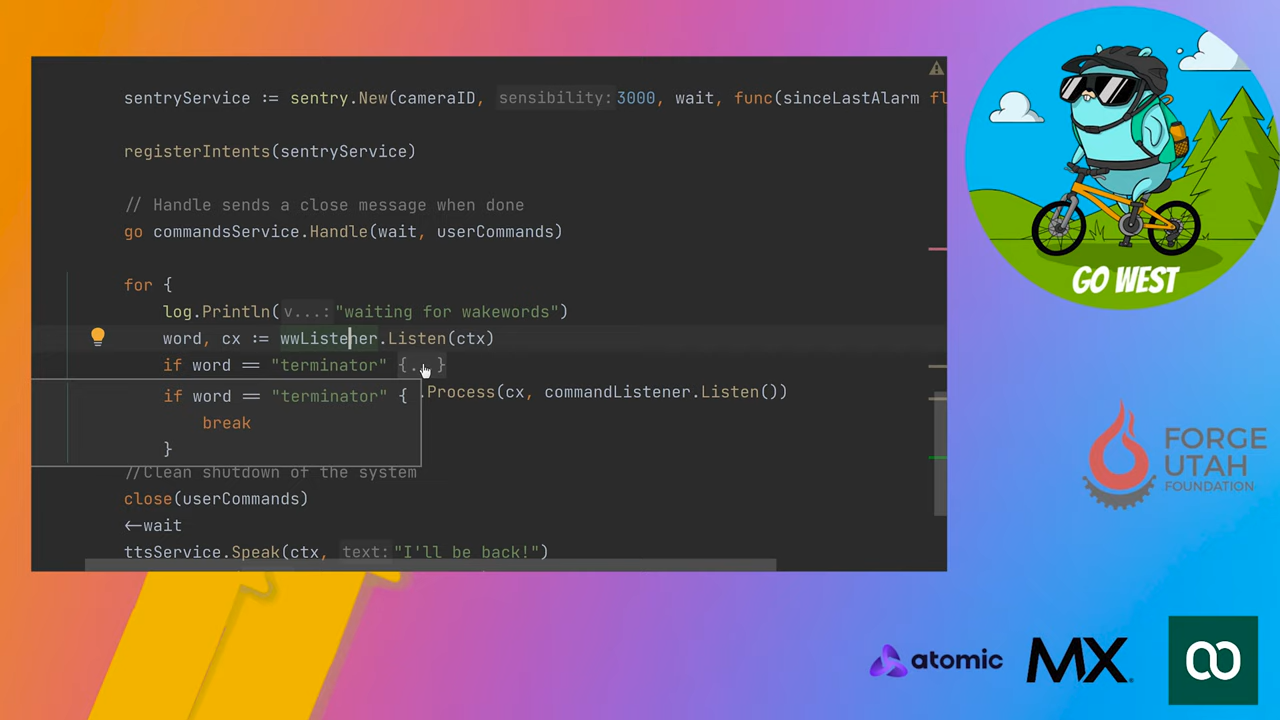 sentryService := sentry.New(cameraID, sensibility: 3000, wait, func(sinceLastAlarm fl
registerIntents(sentryService)
// Handle sends a close message when done
go commandsService.Handle(wait, userCommands)
for {
log.Println( v...: "waiting for wakewords")
word, cx := wwListener.Listen(ctx)
if word == "terminator" {...}
.Process(cx, commandListener.Listen())
if word == "terminator" {
break
}
//Clean shutdown of the system
close(userCommands)
<-wait
ttsService.Speak(ctx, text: "I'll be back!")
GO WEST
FORGE
UTAH
FOUNDATION
atomic
MX